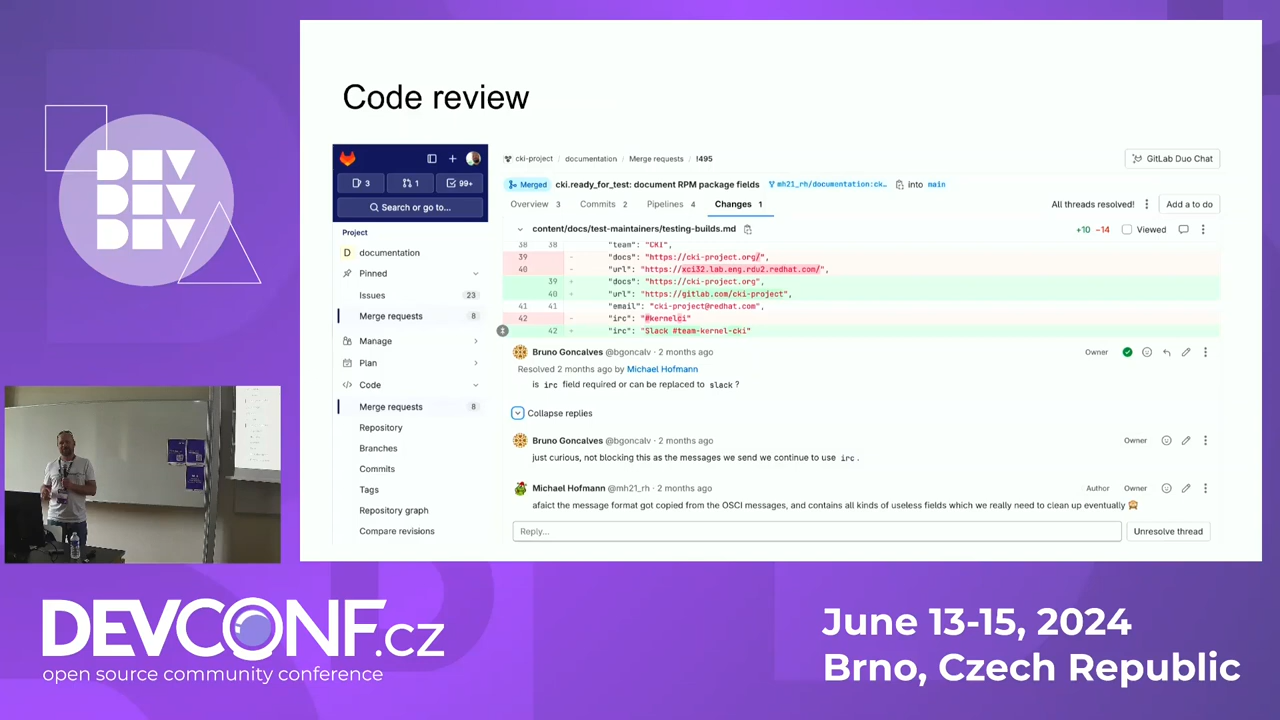 DEV
DEV
DEV
Code review
3
1
99+
Search or go to...
Project
D documentation
Pinned
Issues 23
Merge requests 8
Manage
Plan
Code
Merge requests 8
Repository
Branches
Commits
Tags
Repository graph
Compare revisions
cki-project documentation Merge requests !495
GitLab Duo Chat
Merged cki.ready_for_test: document RPM package fields mh21_rh/documentation:ck… into main
Overview 3 Commits 2 Pipelines 4 Changes 1 All threads resolved! Add a to do
content/docs/test-maintainers/testing-builds.md +10 −14 Viewed
38 38 "team": "CKI",
39 - "docs": "https://cki-project.org/",
40 - "url": "https://xci32.lab.eng.rdu2.redhat.com/",
39 + "docs": "https://cki-project.org",
40 + "url": "https://gitlab.com/cki-project",
41 41 "email": "cki-project@redhat.com",
42 - "irc": "#kernelci"
42 + "irc": "Slack #team-kernel-cki"
Bruno Goncalves @bgoncalv · 2 months ago Owner
Resolved 2 months ago by Michael Hofmann
is irc field required or can be replaced to slack ?
Collapse replies
Bruno Goncalves @bgoncalv · 2 months ago Owner
just curious, not blocking this as the messages we send we continue to use irc .
Michael Hofmann @mh21_rh · 2 months ago Author Owner
afaict the message format got copied from the OSCI messages, and contains all kinds of useless fields which we really need to clean up eventually 🙈
Reply…
Unresolve thread
DEVCONF.cz
open source community conference
June 13-15, 2024
Brno, Czech Republic